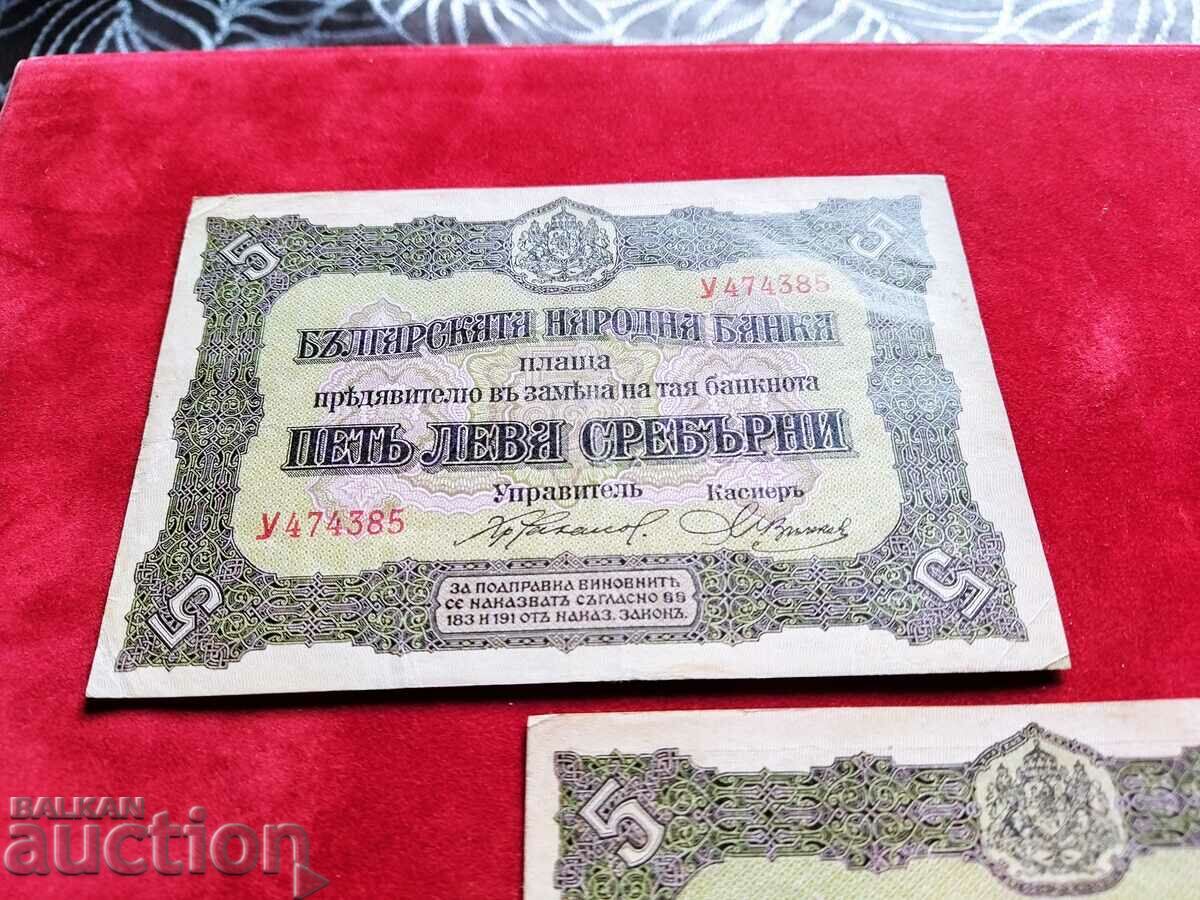 5 5
У474385
БЪЛГАРСКАТА НАРОДНА БАНКА
плаща
прѣдявителю въ замѣна на тая банкнота
ПЕТЬ ЛЕВА СРЕБЪРНИ
Управитель Касиеръ
У474385
ЗА ПОДПРАВКА ВИНОВНИТѢ
СЕ НАКАЗВАТЪ СЪГЛАСНО §§
183 И 191 ОТЪ НАКАЗ. ЗАКОНЪ.
5 5
5
BALKAN
auction